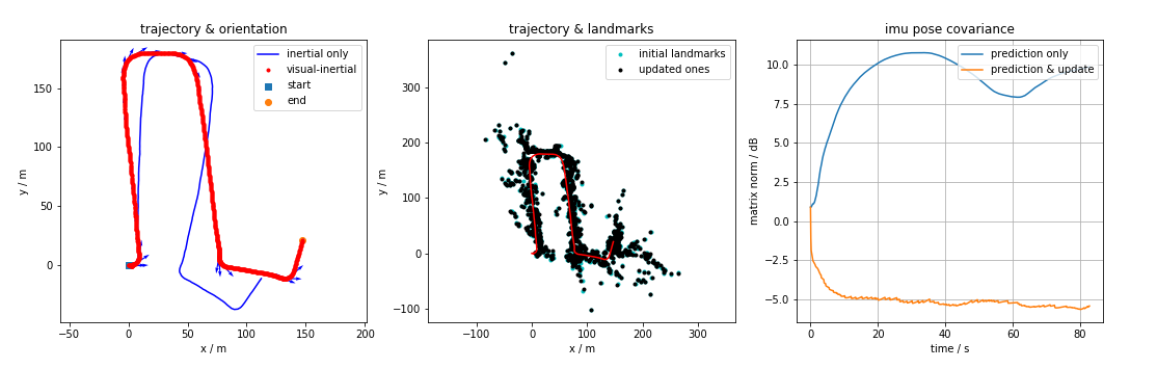 trajectory & orientation
inertial only
visual-inertial
start
end
150
100
50
0
y / m
−50
0
50
100
150
200
x / m
trajectory & landmarks
initial landmarks
updated ones
300
200
100
0
−100
y / m
−100
0
100
200
300
x / m
imu pose covariance
prediction only
prediction & update
10.0
7.5
5.0
2.5
0.0
−2.5
−5.0
matrix norm / dB
0
20
40
60
80
time / s